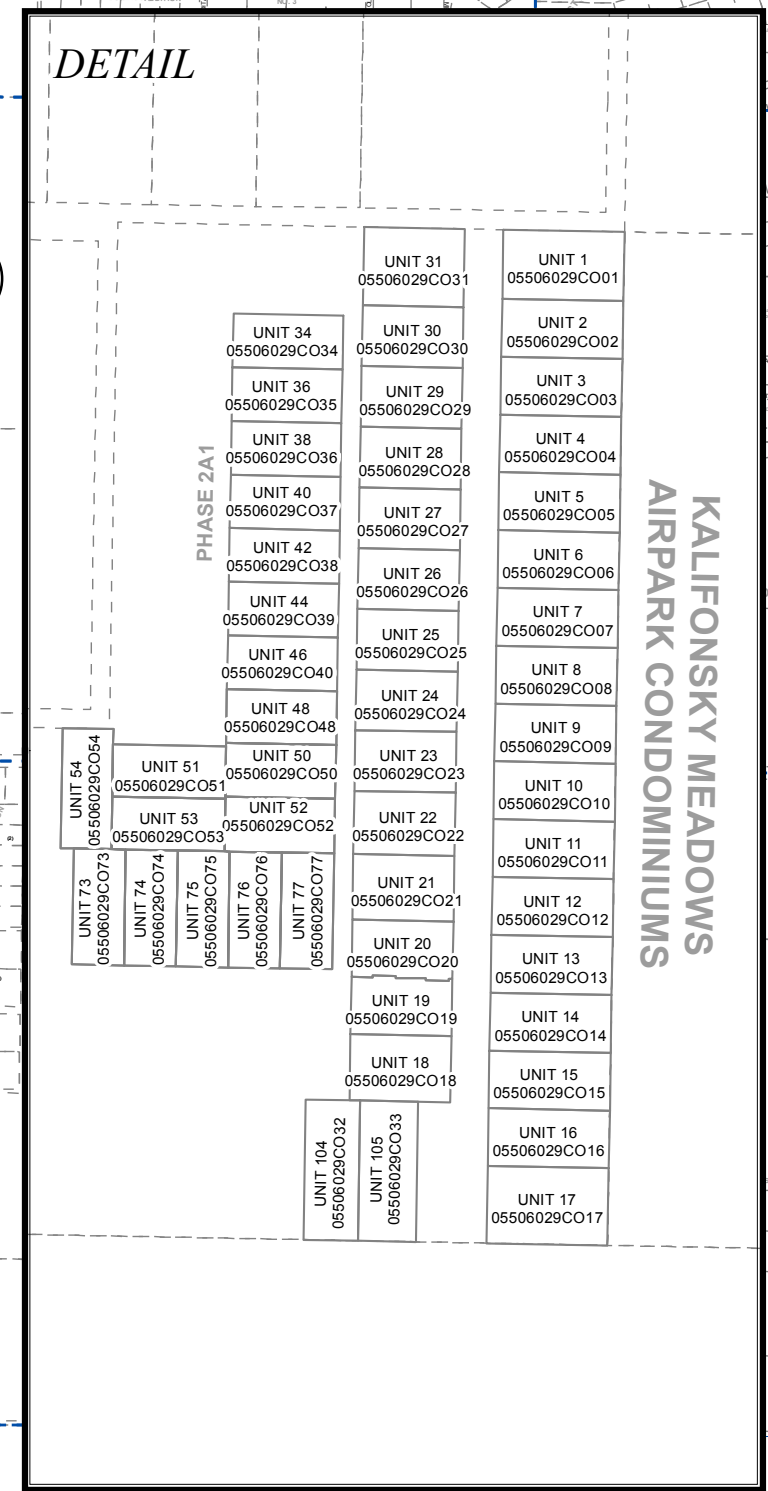 DETAIL
UNIT 31
05506029CO31
UNIT 30
05506029CO30
UNIT 29
05506029CO29
UNIT 28
05506029CO28
UNIT 27
05506029CO27
UNIT 26
05506029CO26
UNIT 25
05506029CO25
UNIT 24
05506029CO24
UNIT 23
05506029CO23
UNIT 22
05506029CO22
UNIT 21
05506029CO21
UNIT 20
05506029CO20
UNIT 19
05506029CO19
UNIT 18
05506029CO18
UNIT 1
05506029CO01
UNIT 2
05506029CO02
UNIT 3
05506029CO03
UNIT 4
05506029CO04
UNIT 5
05506029CO05
UNIT 6
05506029CO06
UNIT 7
05506029CO07
UNIT 8
05506029CO08
UNIT 9
05506029CO09
UNIT 10
05506029CO10
UNIT 11
05506029CO11
UNIT 12
05506029CO12
UNIT 13
05506029CO13
UNIT 14
05506029CO14
UNIT 15
05506029CO15
UNIT 16
05506029CO16
UNIT 17
05506029CO17
UNIT 34
05506029CO34
UNIT 36
05506029CO35
UNIT 38
05506029CO36
UNIT 40
05506029CO37
UNIT 42
05506029CO38
UNIT 44
05506029CO39
UNIT 46
05506029CO40
UNIT 48
05506029CO48
UNIT 50
05506029CO50
UNIT 52
05506029CO52
PHASE 2A1
UNIT 51
05506029CO51
UNIT 53
05506029CO53
UNIT 54
05506029CO54
UNIT 73
05506029CO73
UNIT 74
05506029CO74
UNIT 75
05506029CO75
UNIT 76
05506029CO76
UNIT 77
05506029CO77
UNIT 104
05506029CO32
UNIT 105
05506029CO33
KALIFONSKY MEADOWS
AIRPARK CONDOMINIUMS